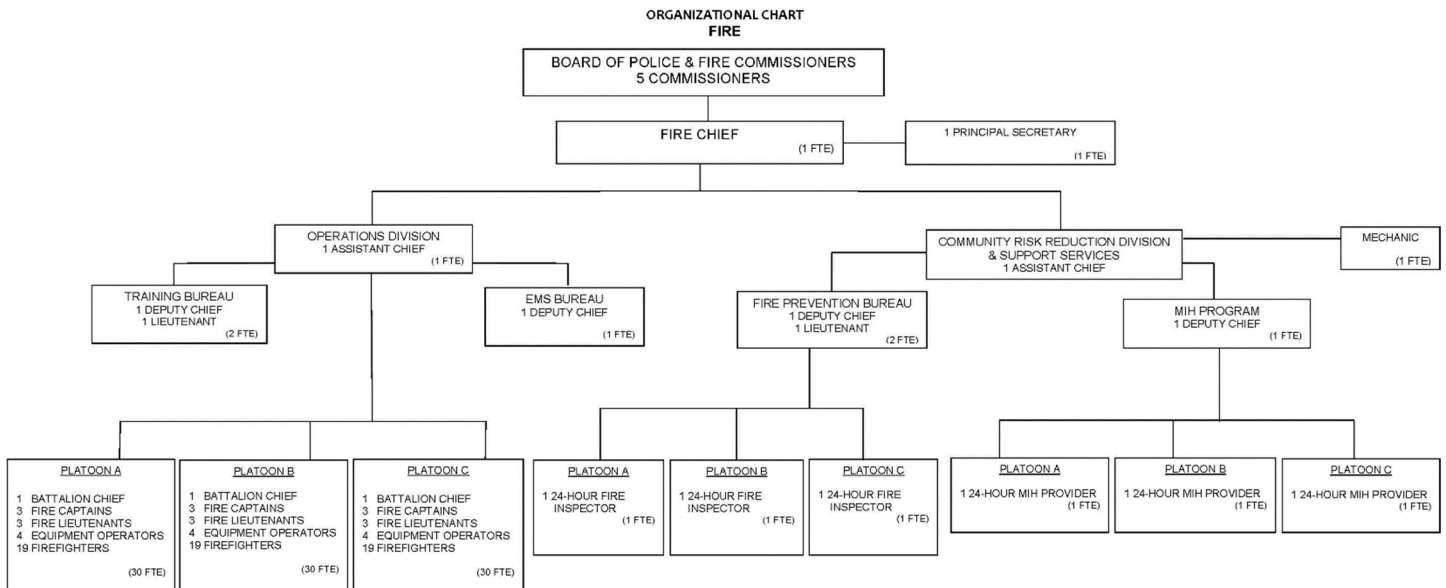 ORGANIZATIONAL CHART
FIRE
BOARD OF POLICE & FIRE COMMISSIONERS
5 COMMISSIONERS
FIRE CHIEF
(1 FTE)
1 PRINCIPAL SECRETARY
(1 FTE)
OPERATIONS DIVISION
1 ASSISTANT CHIEF
(1 FTE)
COMMUNITY RISK REDUCTION DIVISION
& SUPPORT SERVICES
1 ASSISTANT CHIEF
MECHANIC
(1 FTE)
TRAINING BUREAU
1 DEPUTY CHIEF
1 LIEUTENANT
(2 FTE)
EMS BUREAU
1 DEPUTY CHIEF
(1 FTE)
FIRE PREVENTION BUREAU
1 DEPUTY CHIEF
1 LIEUTENANT
(2 FTE)
MIH PROGRAM
1 DEPUTY CHIEF
(1 FTE)
PLATOON A
1 BATTALION CHIEF
3 FIRE CAPTAINS
3 FIRE LIEUTENANTS
4 EQUIPMENT OPERATORS
19 FIREFIGHTERS
(30 FTE)
PLATOON B
1 BATTALION CHIEF
3 FIRE CAPTAINS
3 FIRE LIEUTENANTS
4 EQUIPMENT OPERATORS
19 FIREFIGHTERS
(30 FTE)
PLATOON C
1 BATTALION CHIEF
3 FIRE CAPTAINS
3 FIRE LIEUTENANTS
4 EQUIPMENT OPERATORS
19 FIREFIGHTERS
(30 FTE)
PLATOON A
1 24-HOUR FIRE
INSPECTOR
(1 FTE)
PLATOON B
1 24-HOUR FIRE
INSPECTOR
(1 FTE)
PLATOON C
1 24-HOUR FIRE
INSPECTOR
(1 FTE)
PLATOON A
1 24-HOUR MIH PROVIDER
(1 FTE)
PLATOON B
1 24-HOUR MIH PROVIDER
(1 FTE)
PLATOON C
1 24-HOUR MIH PROVIDER
(1 FTE)